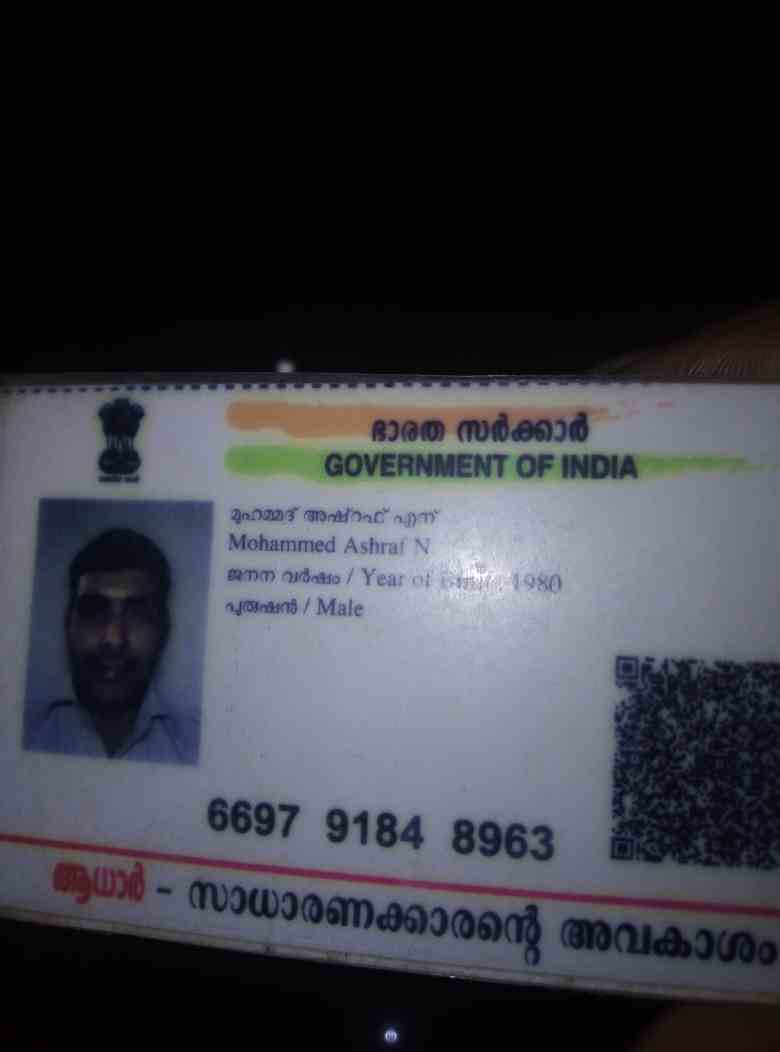 ഭാരത സർക്കാർ
GOVERNMENT OF INDIA
മുഹമ്മദ് അഷ്റഫ് എന്
Mohammed Ashraf N
ജനന വർഷം / Year of Birth 1980
പുരുഷൻ / Male
6697 9184 8963
ആധാർ - സാധാരണക്കാരന്റെ അവകാശം